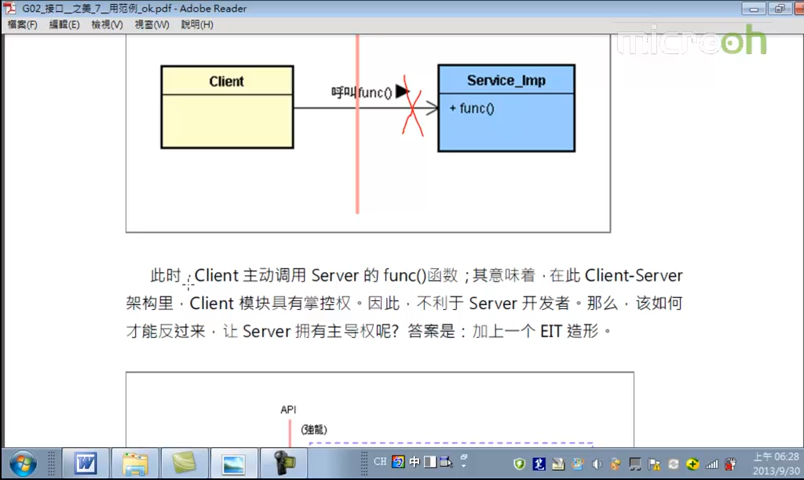 G02_接口__之美_7__用范例_ok.pdf - Adobe Reader
檔案(F) 編輯(E) 檢視(V) 視窗(W) 說明(H)
microoh
Client
呼叫func()
Service_Imp
+ func()
此时，Client 主动调用 Server 的 func()函数；其意味着，在此 Client-Server
架构里，Client 模块具有掌控权。因此，不利于 Server 开发者。那么，该如何
才能反过来，让 Server 拥有主导权呢? 答案是：加上一个 EIT 造形。
API
(強龍)
CH 中
上午 06:28
2013/9/30